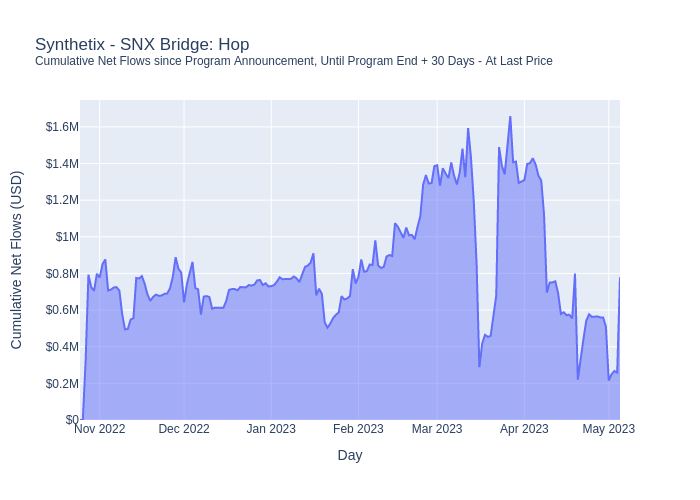 Synthetix - SNX Bridge: Hop
Cumulative Net Flows since Program Announcement, Until Program End + 30 Days - At Last Price
Cumulative Net Flows (USD)
$1.6M
$1.4M
$1.2M
$1M
$0.8M
$0.6M
$0.4M
$0.2M
$0
Nov 2022 Dec 2022 Jan 2023 Feb 2023 Mar 2023 Apr 2023 May 2023
Day